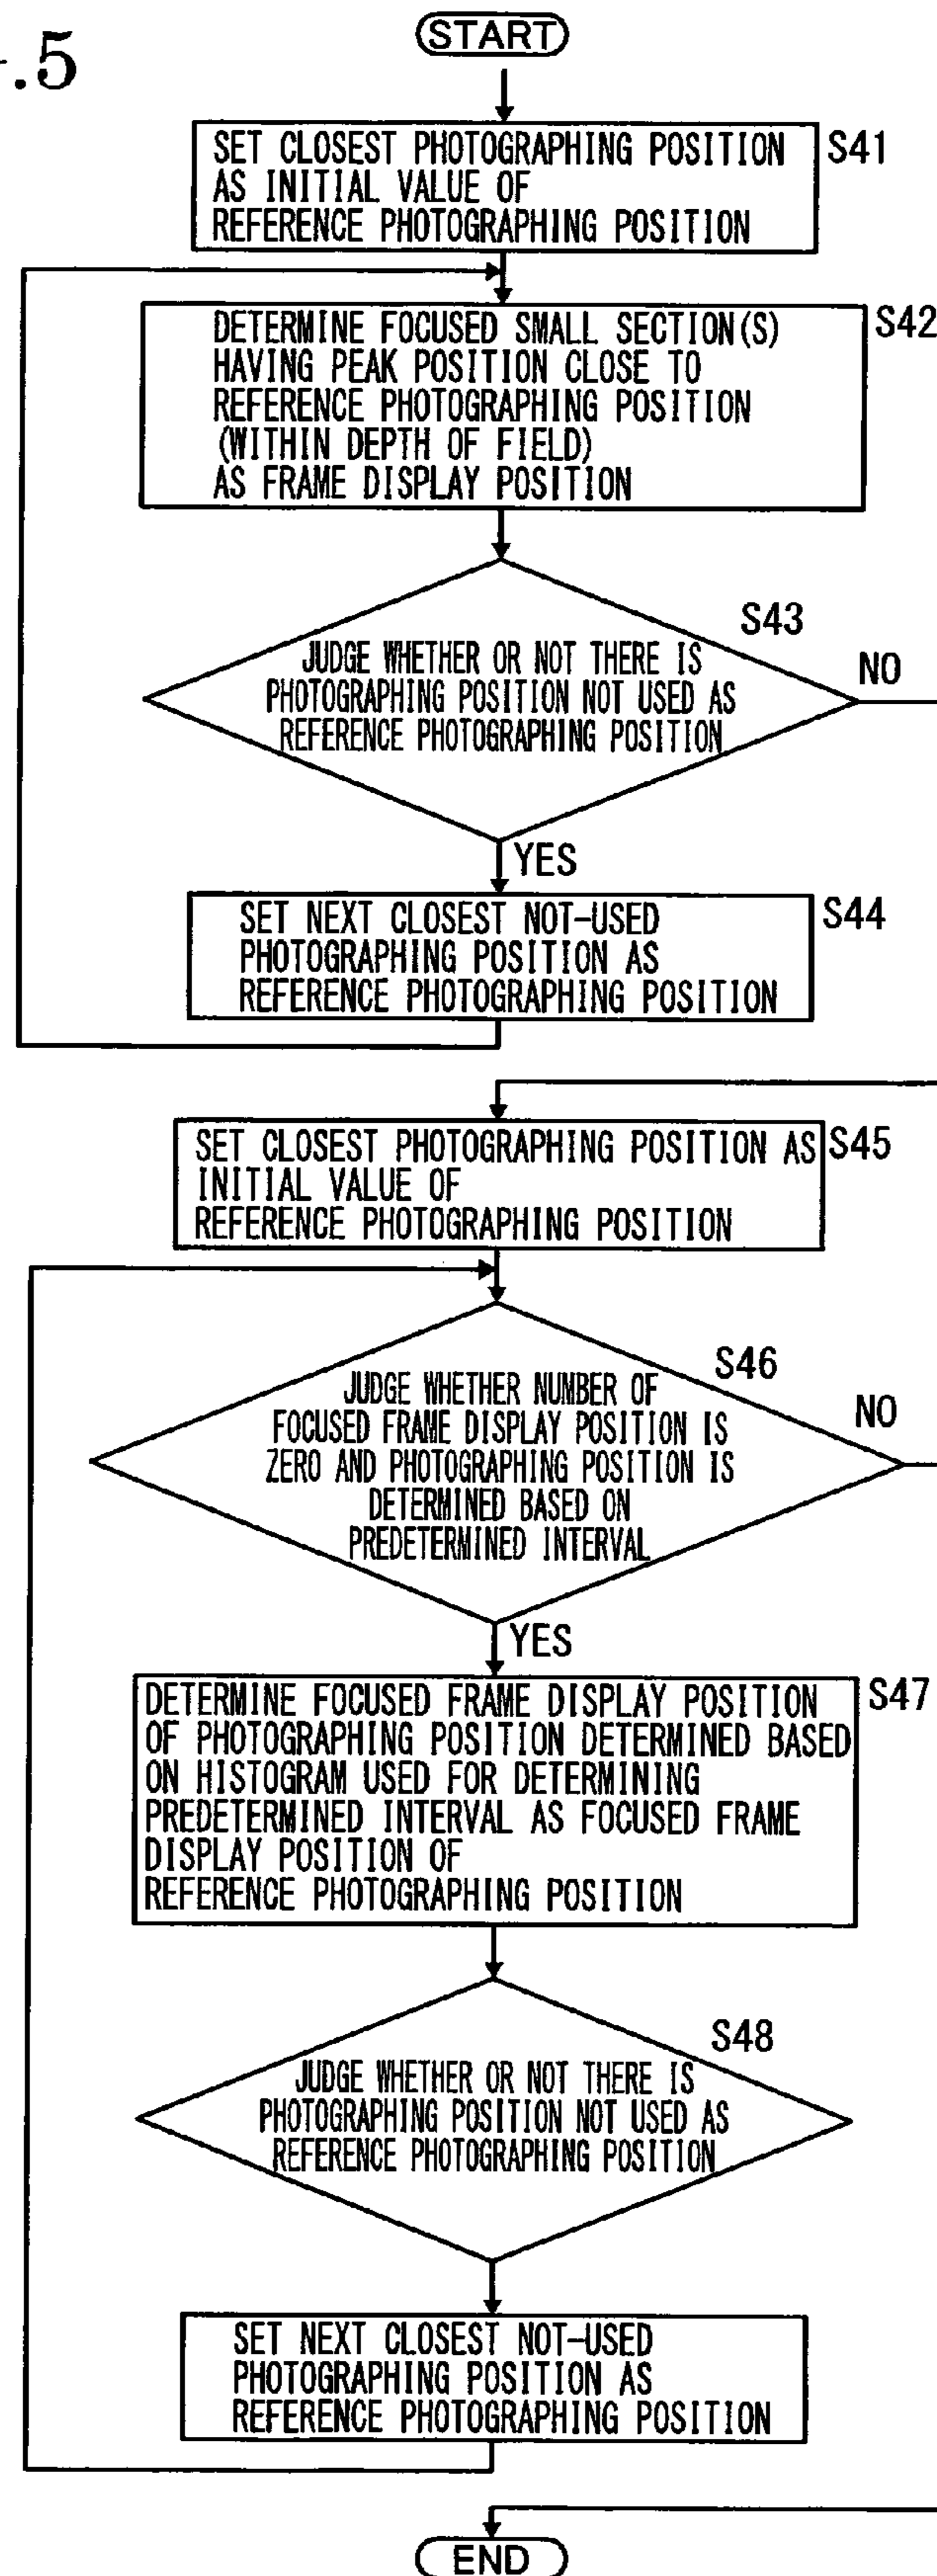 .5
START
SET CLOSEST PHOTOGRAPHING POSITION
AS INITIAL VALUE OF
REFERENCE PHOTOGRAPHING POSITION
S41
DETERMINE FOCUSED SMALL SECTION(S)
HAVING PEAK POSITION CLOSE TO
REFERENCE PHOTOGRAPHING POSITION
(WITHIN DEPTH OF FIELD)
AS FRAME DISPLAY POSITION
S42
S43
JUDGE WHETHER OR NOT THERE IS
PHOTOGRAPHING POSITION NOT USED AS
REFERENCE PHOTOGRAPHING POSITION
NO
YES
SET NEXT CLOSEST NOT-USED
PHOTOGRAPHING POSITION AS
REFERENCE PHOTOGRAPHING POSITION
S44
SET CLOSEST PHOTOGRAPHING POSITION AS
INITIAL VALUE OF
REFERENCE PHOTOGRAPHING POSITION
S45
S46
JUDGE WHETHER NUMBER OF
FOCUSED FRAME DISPLAY POSITION IS
ZERO AND PHOTOGRAPHING POSITION IS
DETERMINED BASED ON
PREDETERMINED INTERVAL
NO
YES
DETERMINE FOCUSED FRAME DISPLAY POSITION
OF PHOTOGRAPHING POSITION DETERMINED BASED
ON HISTOGRAM USED FOR DETERMINING
PREDETERMINED INTERVAL AS FOCUSED FRAME
DISPLAY POSITION OF
REFERENCE PHOTOGRAPHING POSITION
S47
S48
JUDGE WHETHER OR NOT THERE IS
PHOTOGRAPHING POSITION NOT USED AS
REFERENCE PHOTOGRAPHING POSITION
SET NEXT CLOSEST NOT-USED
PHOTOGRAPHING POSITION AS
REFERENCE PHOTOGRAPHING POSITION
END